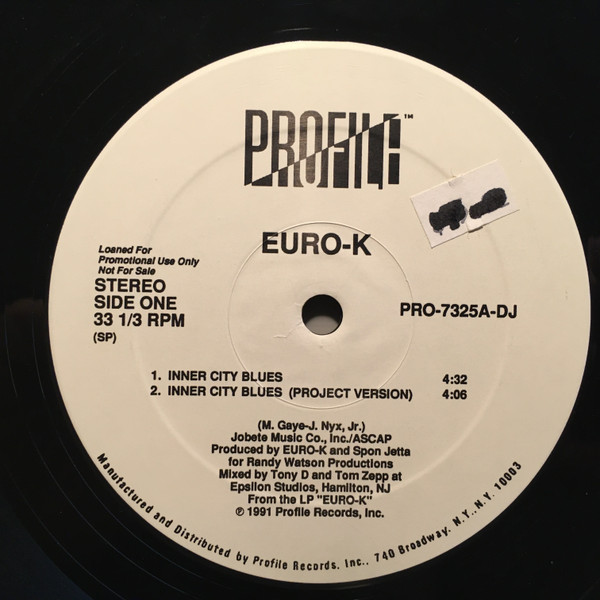 PROFILE™
EURO-K
Loaned For
Promotional Use Only
Not For Sale
STEREO
SIDE ONE
33 1/3 RPM
(SP)
PRO-7325A-DJ
1. INNER CITY BLUES 4:32
2. INNER CITY BLUES (PROJECT VERSION) 4:06
(M. Gaye-J. Nyx, Jr.)
Jobete Music Co., Inc./ASCAP
Produced by EURO-K and Spon Jetta
for Randy Watson Productions
Mixed by Tony D and Tom Zepp at
Epsilon Studios, Hamilton, NJ
From the LP "EURO-K"
℗ 1991 Profile Records, Inc.
Manufactured and Distributed by Profile Records, Inc., 740 Broadway, N.Y., N.Y. 10003